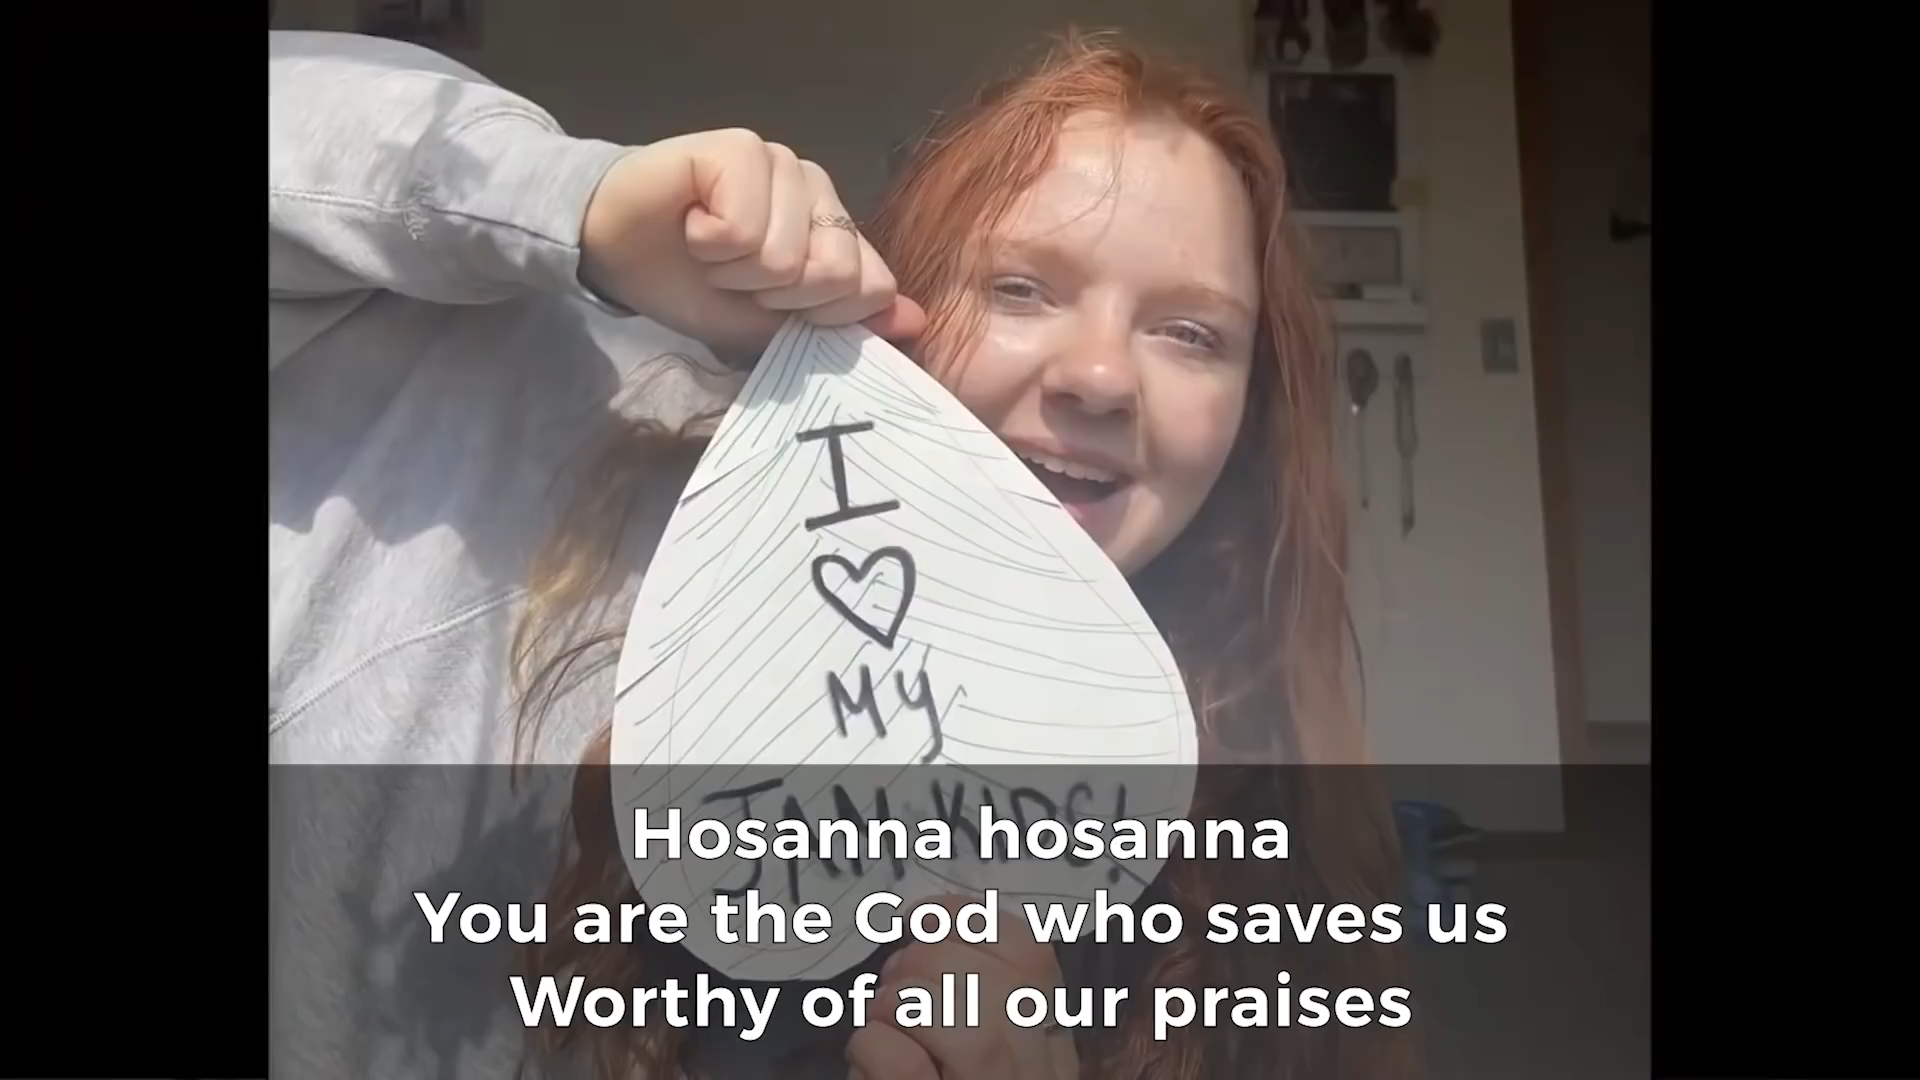 I
♡
MY
JAM KIDS!
Hosanna hosanna
You are the God who saves us
Worthy of all our praises